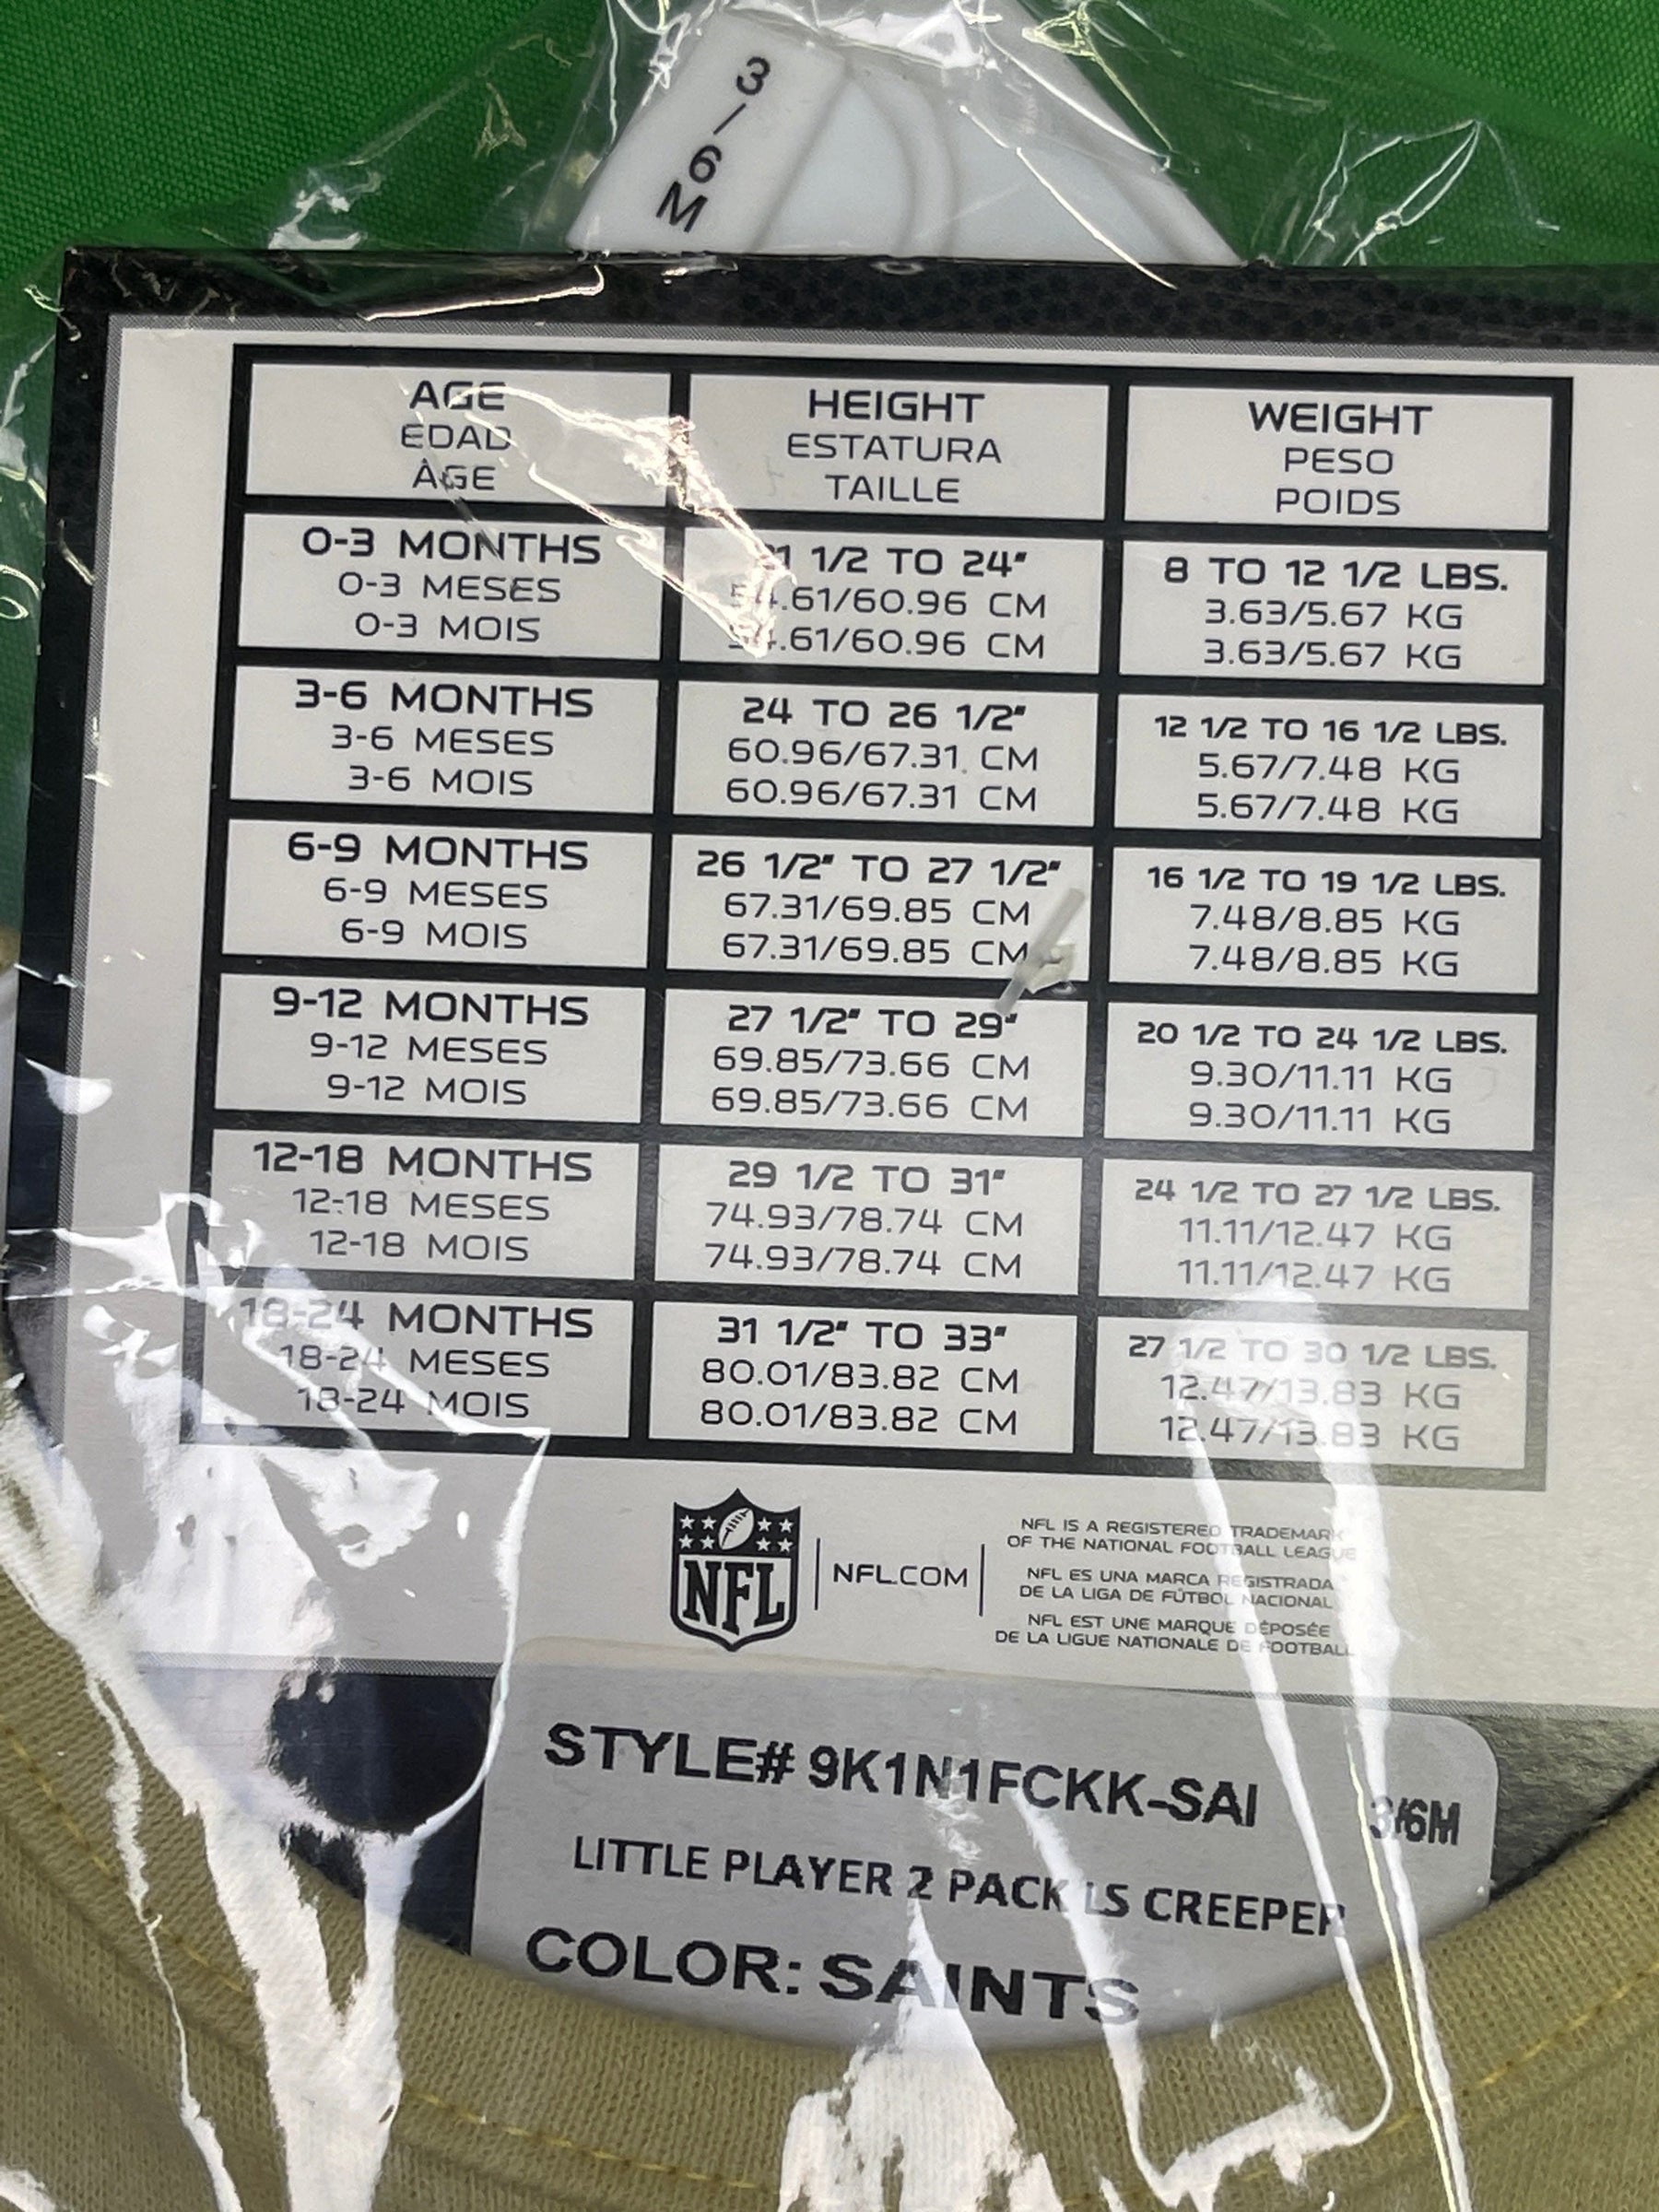 3/6M
AGE
EDAD
ÂGE
HEIGHT
ESTATURA
TAILLE
WEIGHT
PESO
POIDS
0-3 MONTHS
0-3 MESES
0-3 MOIS
1/2 TO 24"
60.96 CM
60.96 CM
8 TO 12 1/2 LBS.
3.63/5.67 KG
3.63/5.67 KG
3-6 MONTHS
3-6 MESES
3-6 MOIS
24 TO 26 1/2"
60.96/67.31 CM
60.96/67.31 CM
12 1/2 TO 16 1/2 LBS.
5.67/7.48 KG
5.67/7.48 KG
6-9 MONTHS
6-9 MESES
6-9 MOIS
26 1/2" TO 27 1/2"
67.31/69.85 CM
67.31/69.85 CM
16 1/2 TO 19 1/2 LBS.
7.48/8.85 KG
7.48/8.85 KG
9-12 MONTHS
9-12 MESES
9-12 MOIS
27 1/2" TO 29"
69.85/73.66 CM
69.85/73.66 CM
20 1/2 TO 24 1/2 LBS.
9.30/11.11 KG
9.30/11.11 KG
12-18 MONTHS
12-18 MESES
12-18 MOIS
29 1/2 TO 31"
74.93/78.74 CM
74.93/78.74 CM
24 1/2 TO 27 1/2 LBS.
11.11/12.47 KG
11.11/12.47 KG
18-24 MONTHS
18-24 MESES
18-24 MOIS
31 1/2" TO 33"
80.01/83.82 CM
80.01/83.82 CM
27 1/2 TO 30 1/2 LBS.
12.47/13.83 KG
12.47/13.83 KG
NFL
NFL.COM
NFL IS A REGISTERED TRADEMARK
OF THE NATIONAL FOOTBALL LEAGUE
NFL ES UNA MARCA REGISTRADA
DE LA LIGA DE FÚTBOL NACIONAL
NFL EST UNE MARQUE DÉPOSÉE
DE LA LIGUE NATIONALE DE FOOTBALL
STYLE# 9K1N1FCKK-SAI 3/6M
LITTLE PLAYER 2 PACK LS CREEPER
COLOR: SAINTS